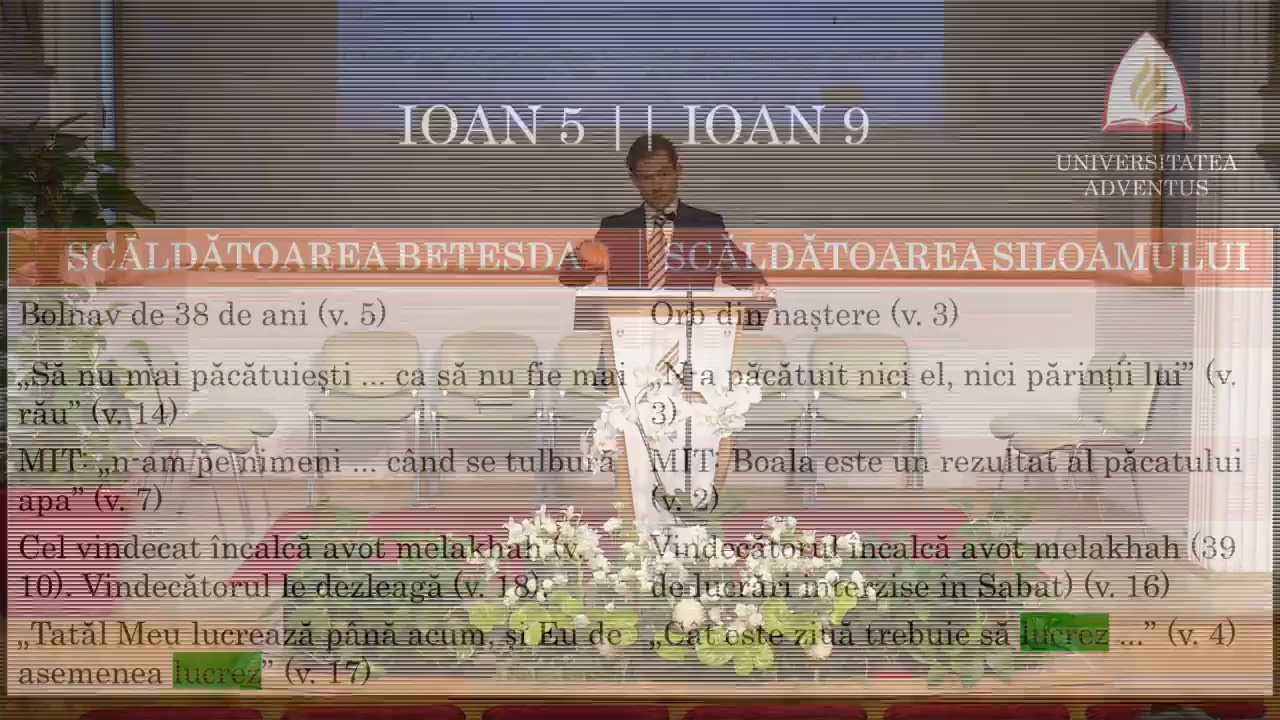 IOAN 5 || IOAN 9
UNIVERSITATEA
ADVENTUS
SCĂLDĂTOAREA BETESDA
SCĂLDĂTOAREA SILOAMULUI
Bolnav de 38 de ani (v. 5)
Orb din naștere (v. 3)
„Să nu mai păcătuiești ... ca să nu fie mai
rău” (v. 14)
„N-a păcătuit nici el, nici părinții lui” (v.
3)
MIT: „n-am pe nimeni ... când se tulbură
apa” (v. 7)
MIT: Boala este un rezultat al păcatului
(v. 2)
Cel vindecat încalcă avot melakhah (v.
10). Vindecătorul le dezleagă (v. 18).
Vindecătorul încalcă avot melakhah (39
de lucrări interzise în Sabat) (v. 16)
„Tatăl Meu lucrează până acum, și Eu de
asemenea lucrez” (v. 17)
„Cât este ziuă trebuie să lucrez ...” (v. 4)